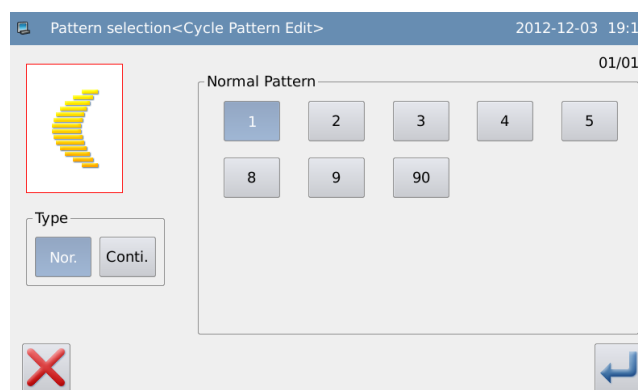 Pattern selection<Cycle Pattern Edit> 2012-12-03 19:1
01/01
Normal Pattern
1 2 3 4 5
8 9 90
Type
Nor. Conti.